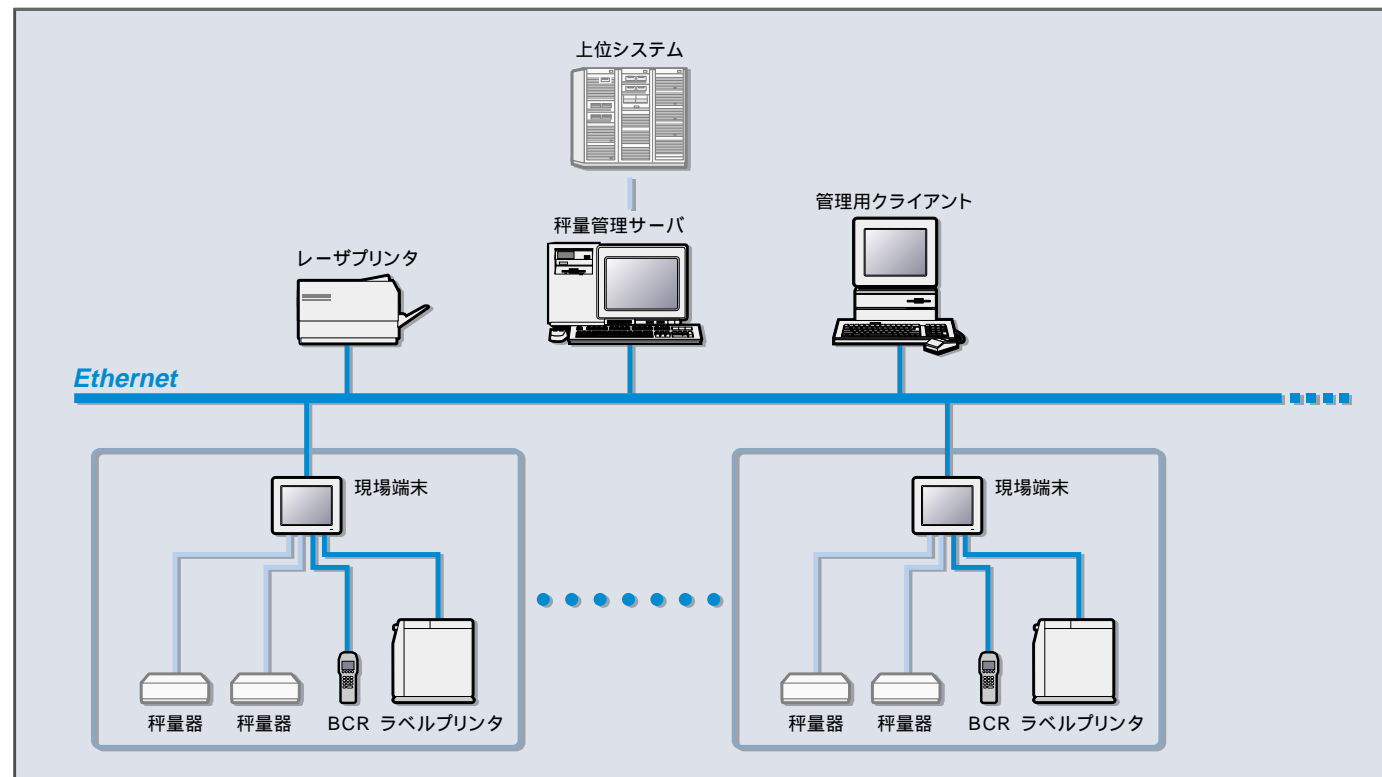 上位システム
秤量管理サーバ
管理用クライアント
レーザプリンタ
Ethernet
現場端末
現場端末
秤量器 秤量器 BCR ラベルプリンタ
秤量器 秤量器 BCR ラベルプリンタ